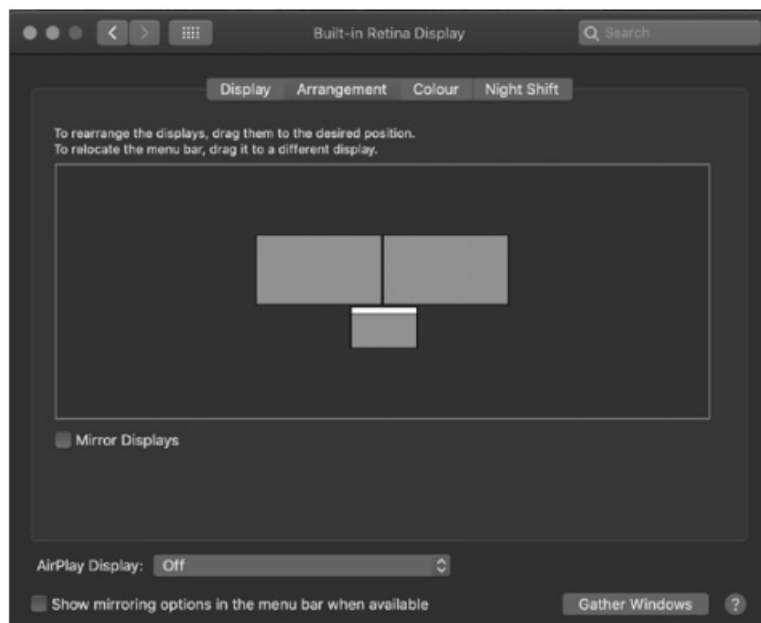 Built-in Retina Display
Search
Display Arrangement Colour Night Shift
To rearrange the displays, drag them to the desired position.
To relocate the menu bar, drag it to a different display.
Mirror Displays
AirPlay Display: Off
Show mirroring options in the menu bar when available
Gather Windows ?